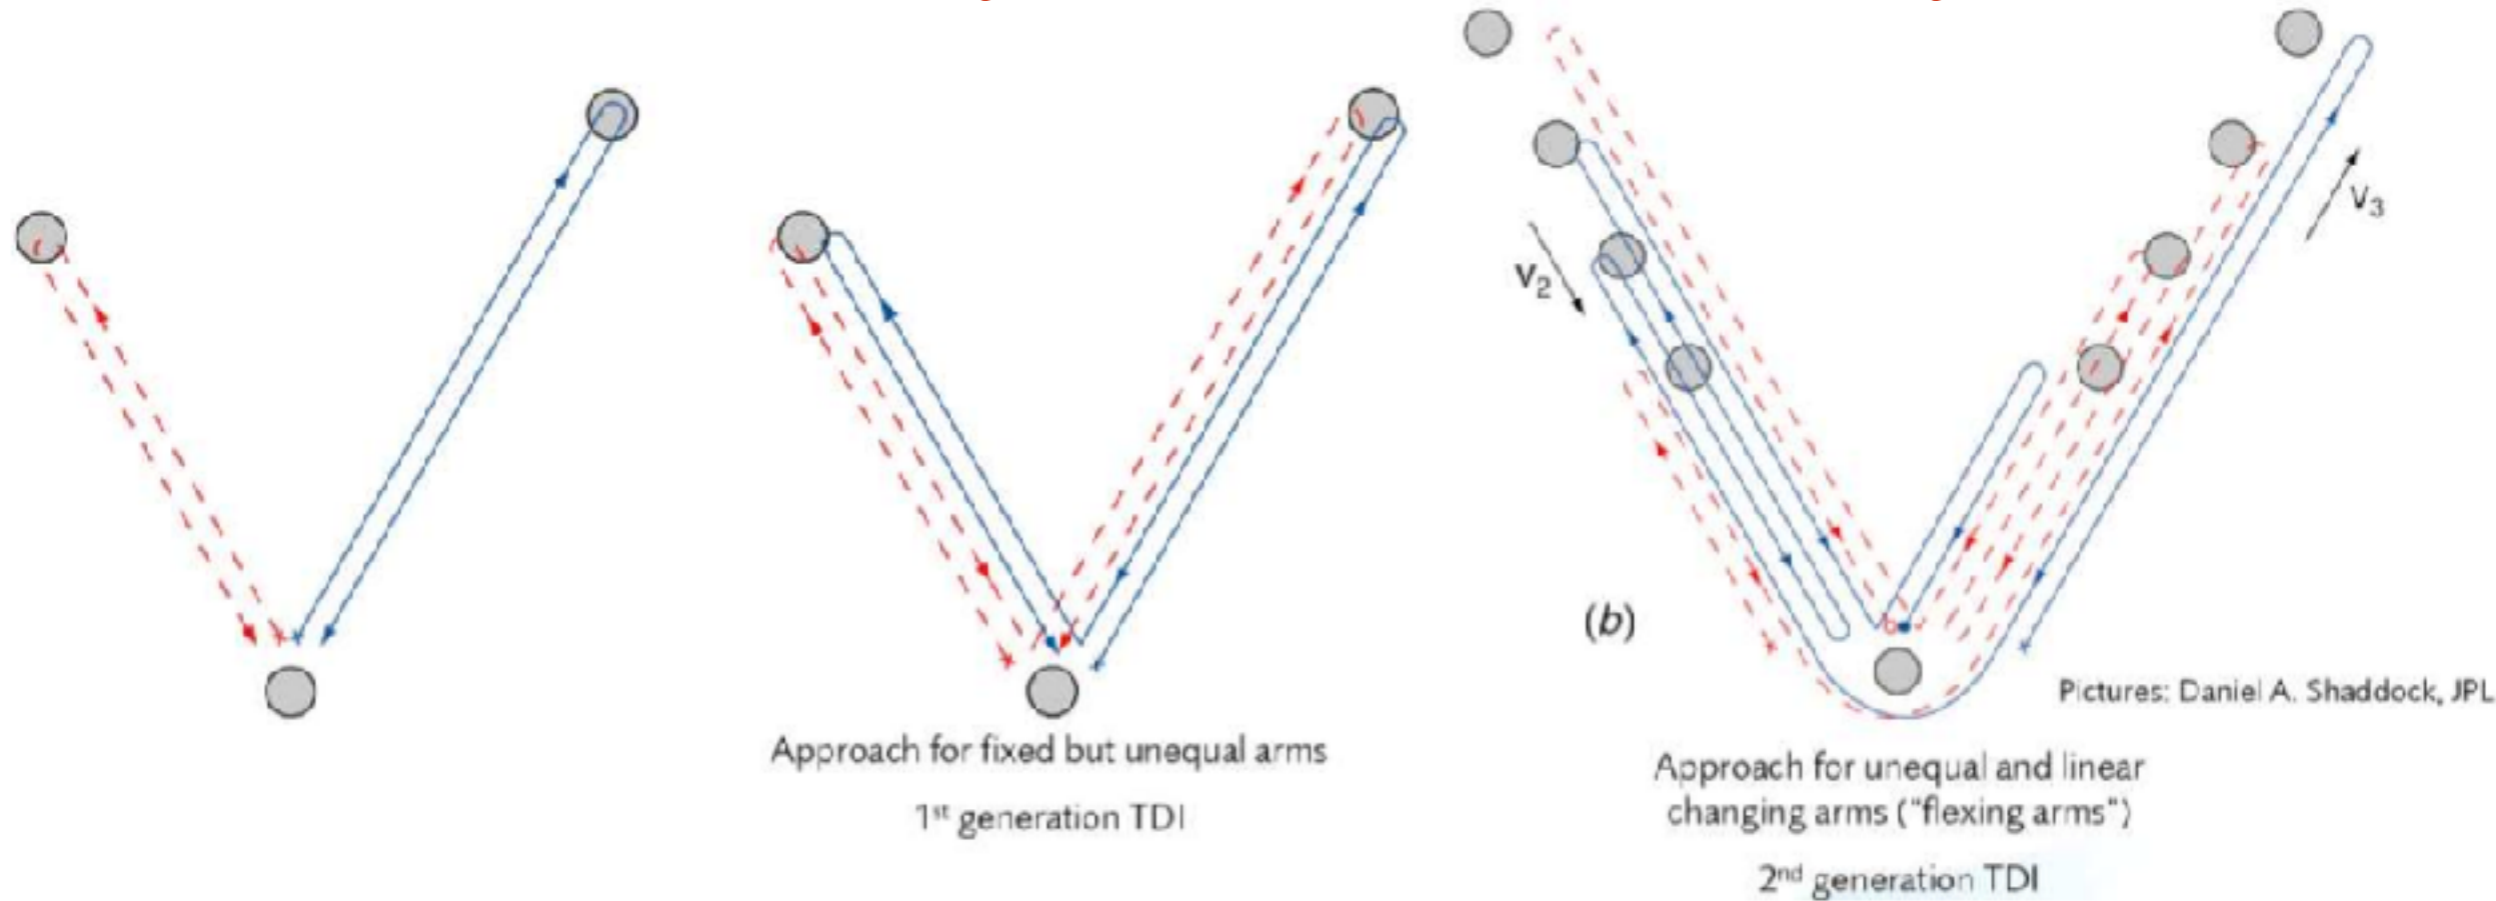 V₂
V₃
(b)
Pictures: Daniel A. Shaddock, JPL
Approach for fixed but unequal arms
1st generation TDI
Approach for unequal and linear
changing arms ("flexing arms")
2nd generation TDI